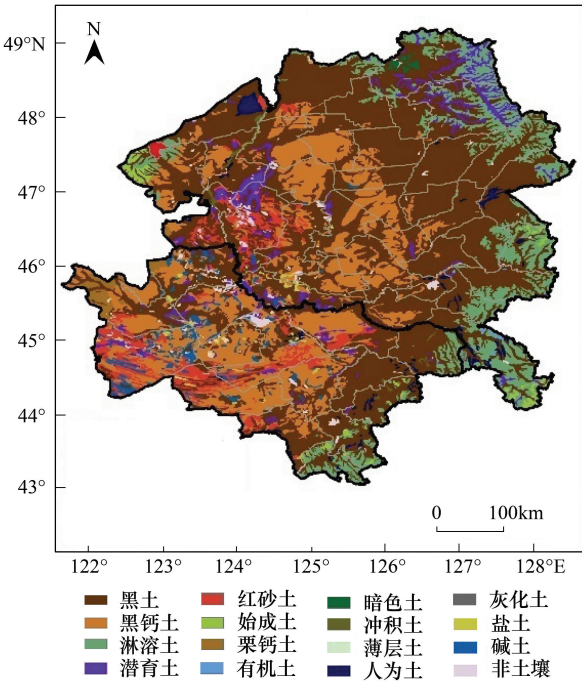 49°N
N
48°
47°
46°
45°
44°
43°
0 100km
122° 123° 124° 125° 126° 127° 128°E
黑土 红砂土 暗色土 灰化土
黑钙土 始成土 冲积土 盐土
淋溶土 栗钙土 薄层土 碱土
潜育土 有机土 人为土 非土壤